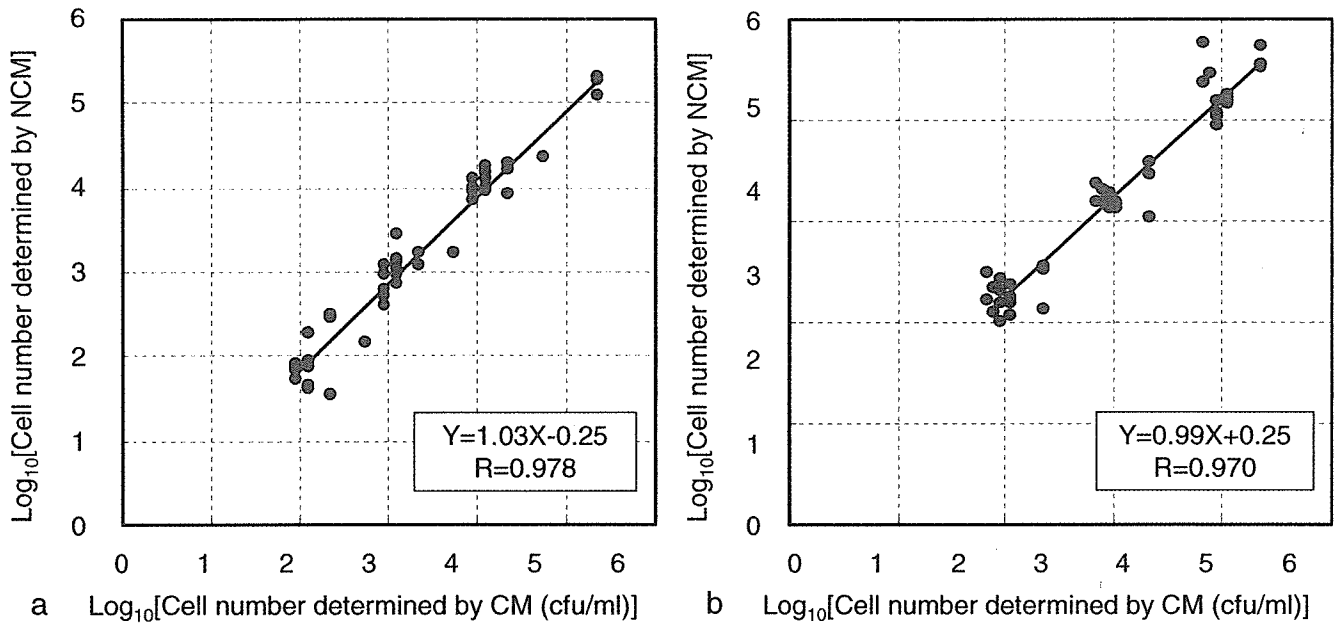 Log₁₀[Cell number determined by NCM]
6
5
4
3
2
1
0
Y=1.03X-0.25
R=0.978
0 1 2 3 4 5 6
a Log₁₀[Cell number determined by CM (cfu/ml)]
Log₁₀[Cell number determined by NCM]
6
5
4
3
2
1
0
Y=0.99X+0.25
R=0.970
0 1 2 3 4 5 6
b Log₁₀[Cell number determined by CM (cfu/ml)]